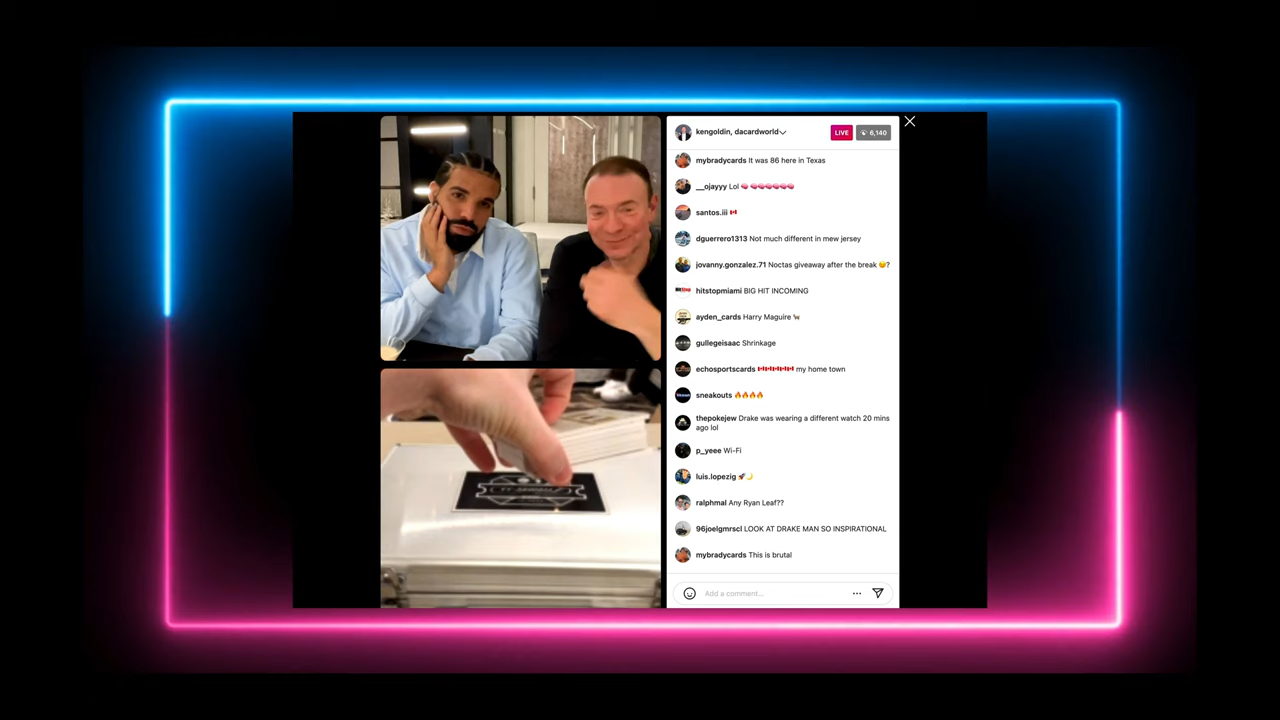 kengoldin, dacardworld
LIVE
6,140
mybradycards It was 86 here in Texas
__ojayyy Lol
santos.iii
dguerrero1313 Not much different in mew jersey
jovanny.gonzalez.71 Noctas giveaway after the break 😏?
hitstopmiami BIG HIT INCOMING
ayden_cards Harry Maguire 🐐
gullegeisaac Shrinkage
echosportscards 🇨🇦🇨🇦🇨🇦🇨🇦🇨🇦 my home town
sneakouts 🔥🔥🔥🔥
thepokejew Drake was wearing a different watch 20 mins
ago lol
p_yeee Wi-Fi
luis.lopezig 🚀🌙
ralphmal Any Ryan Leaf??
96joelgmrscl LOOK AT DRAKE MAN SO INSPIRATIONAL
mybradycards This is brutal
Add a comment...